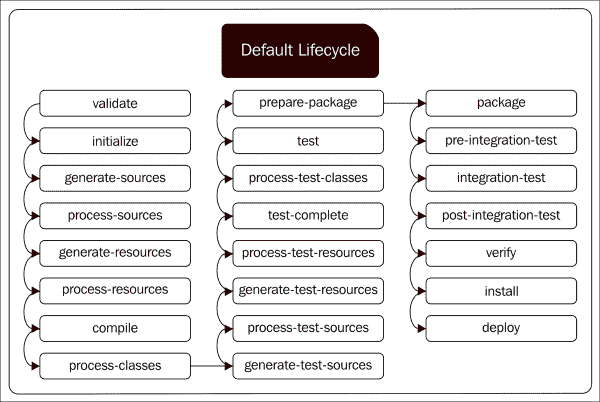 Default Lifecycle
validate
initialize
generate-sources
process-sources
generate-resources
process-resources
compile
process-classes
prepare-package
test
process-test-classes
test-complete
process-test-resources
generate-test-resources
process-test-sources
generate-test-sources
package
pre-integration-test
integration-test
post-integration-test
verify
install
deploy